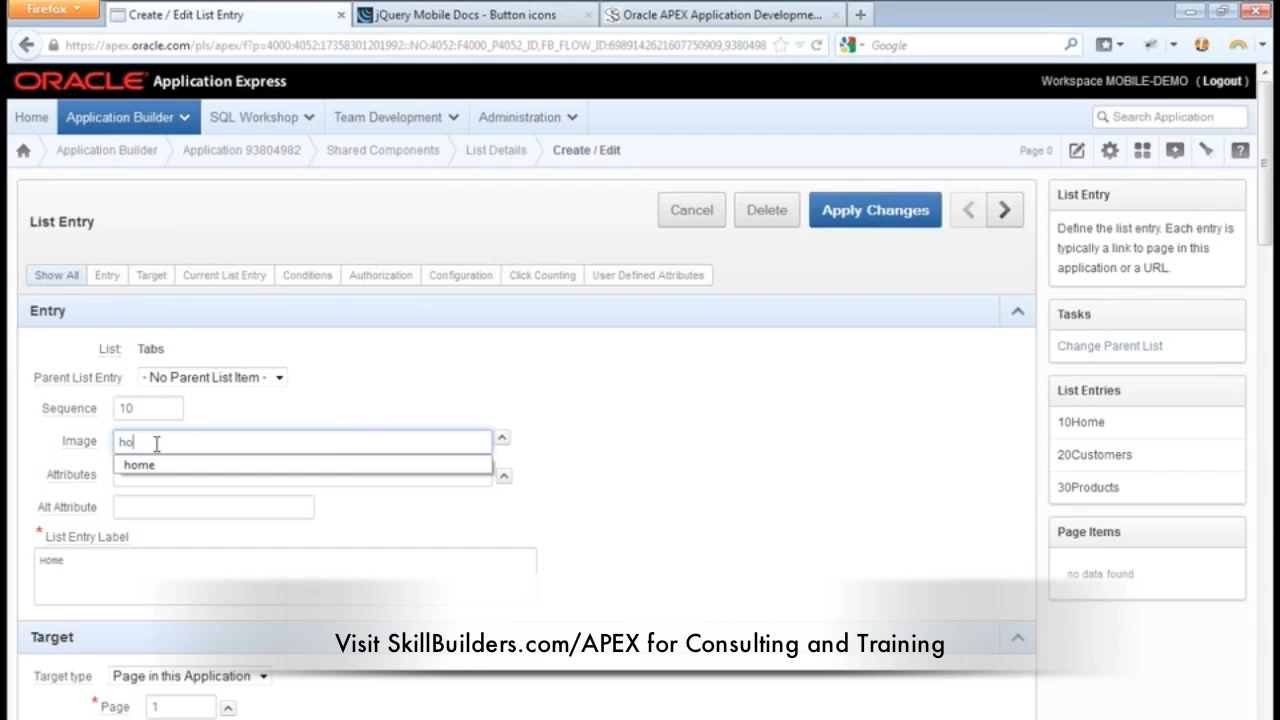 Firefox
Create / Edit List Entry
jQuery Mobile Docs - Button icons
Oracle APEX Application Developme...
https://apex.oracle.com/pls/apex/f?p=4000:4052:17358301201992::NO:4052:F4000_P4052_ID,FB_FLOW_ID:6989142621607750909,9380498
Google
ORACLE Application Express
Workspace MOBILE-DEMO ( Logout )
Home
Application Builder
SQL Workshop
Team Development
Administration
Search Application
Application Builder
Application 93804982
Shared Components
List Details
Create / Edit
Page 0
List Entry
Cancel
Delete
Apply Changes
Show All
Entry
Target
Current List Entry
Conditions
Authorization
Configuration
Click Counting
User Defined Attributes
Entry
List: Tabs
Parent List Entry - No Parent List Item -
Sequence 10
Image ho
home
Attributes
Alt Attribute
* List Entry Label
Home
Target
Target type Page in this Application
* Page 1
List Entry
Define the list entry. Each entry is
typically a link to page in this
application or a URL.
Tasks
Change Parent List
List Entries
10Home
20Customers
30Products
Page Items
no data found
Visit SkillBuilders.com/APEX for Consulting and Training